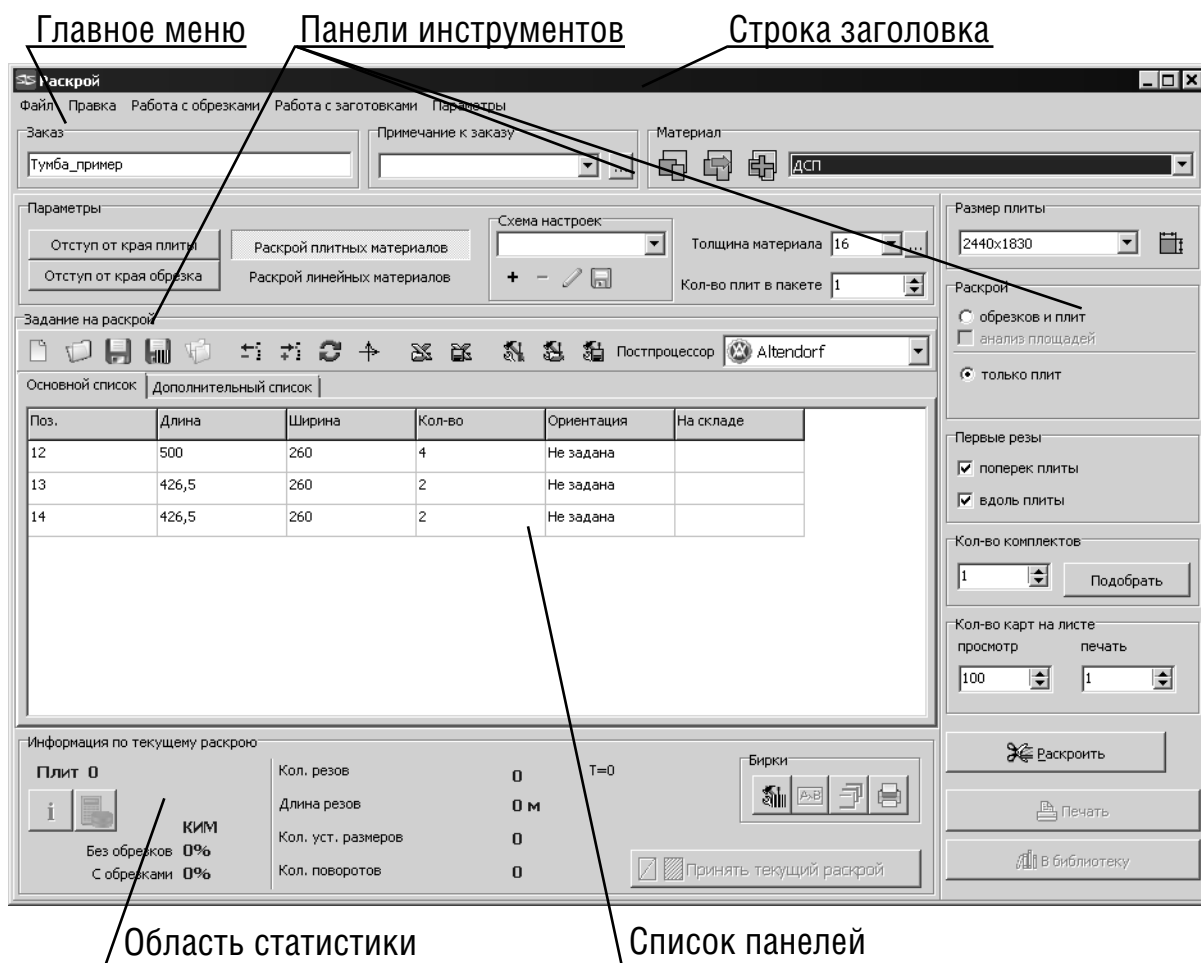 Главное меню Панели инструментов Строка заголовка
Раскрой
Файл Правка Работа с обрезками Работа с заготовками Параметры
Заказ Примечание к заказу Материал
Тумба_пример ... ДСП
Параметры Схема настроек Размер плиты
Отступ от края плиты Раскрой плитных материалов Толщина материала 16 ... 2440x1830
Отступ от края обрезка Раскрой линейных материалов + - Кол-во плит в пакете 1
Раскрой
обрезков и плит
анализ площадей
только плит
Задание на раскрой
Постпроцессор Altendorf
Основной список Дополнительный список
Поз. Длина Ширина Кол-во Ориентация На складе
12 500 260 4 Не задана
13 426,5 260 2 Не задана
14 426,5 260 2 Не задана
Первые резы
поперек плиты
вдоль плиты
Кол-во комплектов
1 Подобрать
Кол-во карт на листе
просмотр печать
100 1
Информация по текущему раскрою
Плит 0 Кол. резов 0 T=0 Бирки
i Длина резов 0 м A>B
КИМ
Без обрезков 0% Кол. уст. размеров 0
С обрезками 0% Кол. поворотов 0 Принять текущий раскрой
Раскроить
Печать
В библиотеку
Область статистики Список панелей